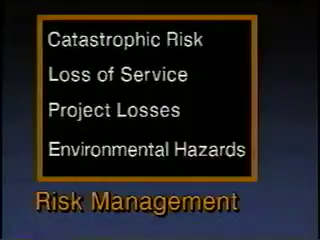 Catastrophic Risk
Loss of Service
Project Losses
Environmental Hazards
Risk Management